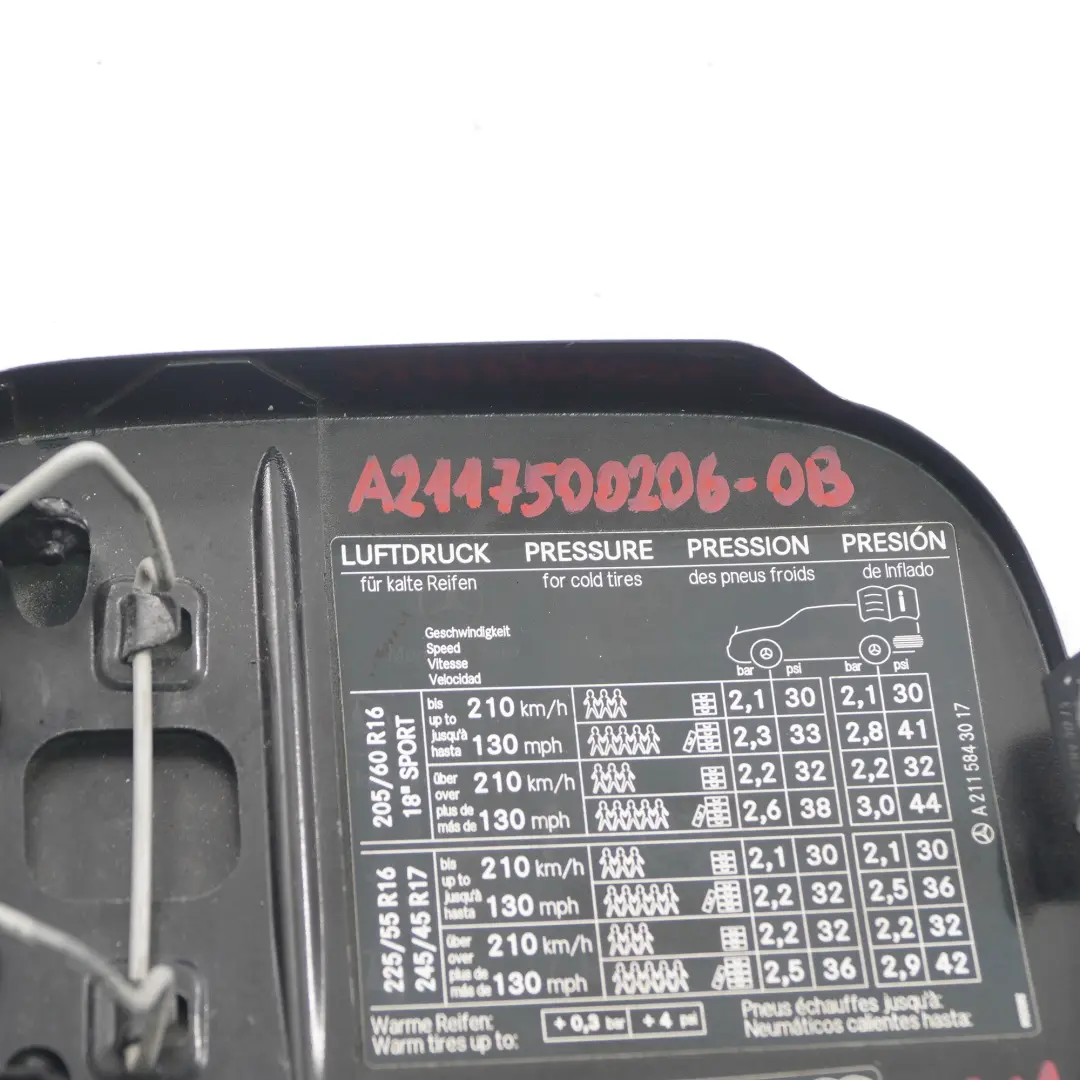 A2117500206-0B
LUFTDRUCK PRESSURE PRESSION PRESIÓN
für kalte Reifen for cold tires des pneus froids de Inflado
i
Geschwindigkeit
Speed
Vitesse
Velocidad
bar psi bar psi
205/60 R16
18" SPORT
bis
up to
jusqu'à
hasta
210 km/h 2,1 30 2,1 30
130 mph 2,3 33 2,8 41
über
over
plus de
más de
210 km/h 2,2 32 2,2 32
130 mph 2,6 38 3,0 44
225/55 R16
245/45 R17
bis
up to
jusqu'à
hasta
210 km/h 2,1 30 2,1 30
130 mph 2,2 32 2,5 36
über
over
plus de
más de
210 km/h 2,2 32 2,2 32
130 mph 2,5 36 2,9 42
Warme Reifen: + 0,3 bar + 4 psi Pneus échauffes jusqu'à:
Warm tires up to: Neumáticos calientes hasta:
A 211 584 30 17